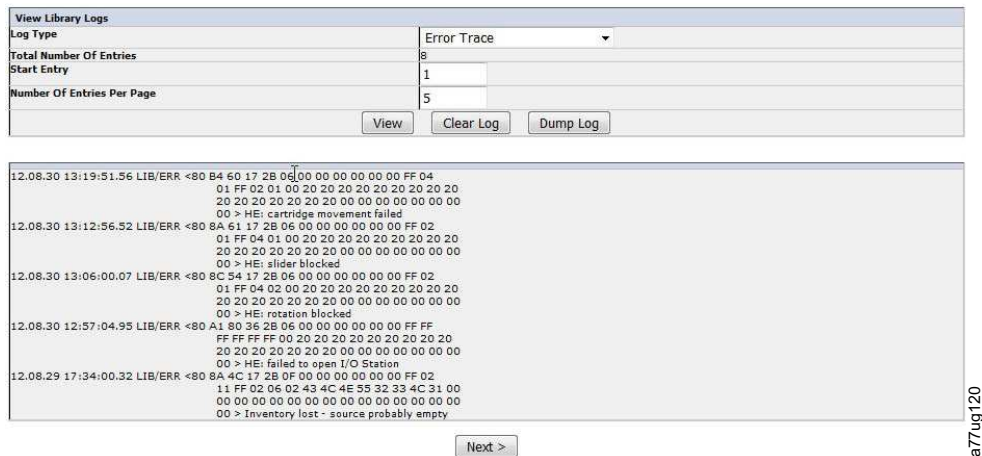 View Library Logs
Log Type Error Trace
Total Number Of Entries 8
Start Entry 1
Number Of Entries Per Page 5
View Clear Log Dump Log
12.08.30 13:19:51.56 LIB/ERR <80 B4 60 17 2B 06 00 00 00 00 00 00 FF 04
01 FF 02 01 00 20 20 20 20 20 20 20 20 20
20 20 20 20 20 20 20 00 00 00 00 00 00 00
00 > HE: cartridge movement failed
12.08.30 13:12:56.52 LIB/ERR <80 8A 61 17 2B 06 00 00 00 00 00 00 FF 02
01 FF 04 01 00 20 20 20 20 20 20 20 20 20
20 20 20 20 20 20 20 00 00 00 00 00 00 00
00 > HE: slider blocked
12.08.30 13:06:00.07 LIB/ERR <80 8C 54 17 2B 06 00 00 00 00 00 00 FF 02
01 FF 04 02 00 20 20 20 20 20 20 20 20 20
20 20 20 20 20 20 20 00 00 00 00 00 00 00
00 > HE: rotation blocked
12.08.30 12:57:04.95 LIB/ERR <80 A1 80 36 2B 06 00 00 00 00 00 00 FF FF
FF FF FF FF 00 20 20 20 20 20 20 20 20 20
20 20 20 20 20 20 20 00 00 00 00 00 00 00
00 > HE: failed to open I/O Station
12.08.29 17:34:00.32 LIB/ERR <80 8A 4C 17 2B 0F 00 00 00 00 00 00 FF 02
11 FF 02 06 02 43 4C 4E 55 32 33 4C 31 00
00 00 00 00 00 00 00 00 00 00 00 00 00 00
00 > Inventory lost - source probably empty
Next >
a77ug120